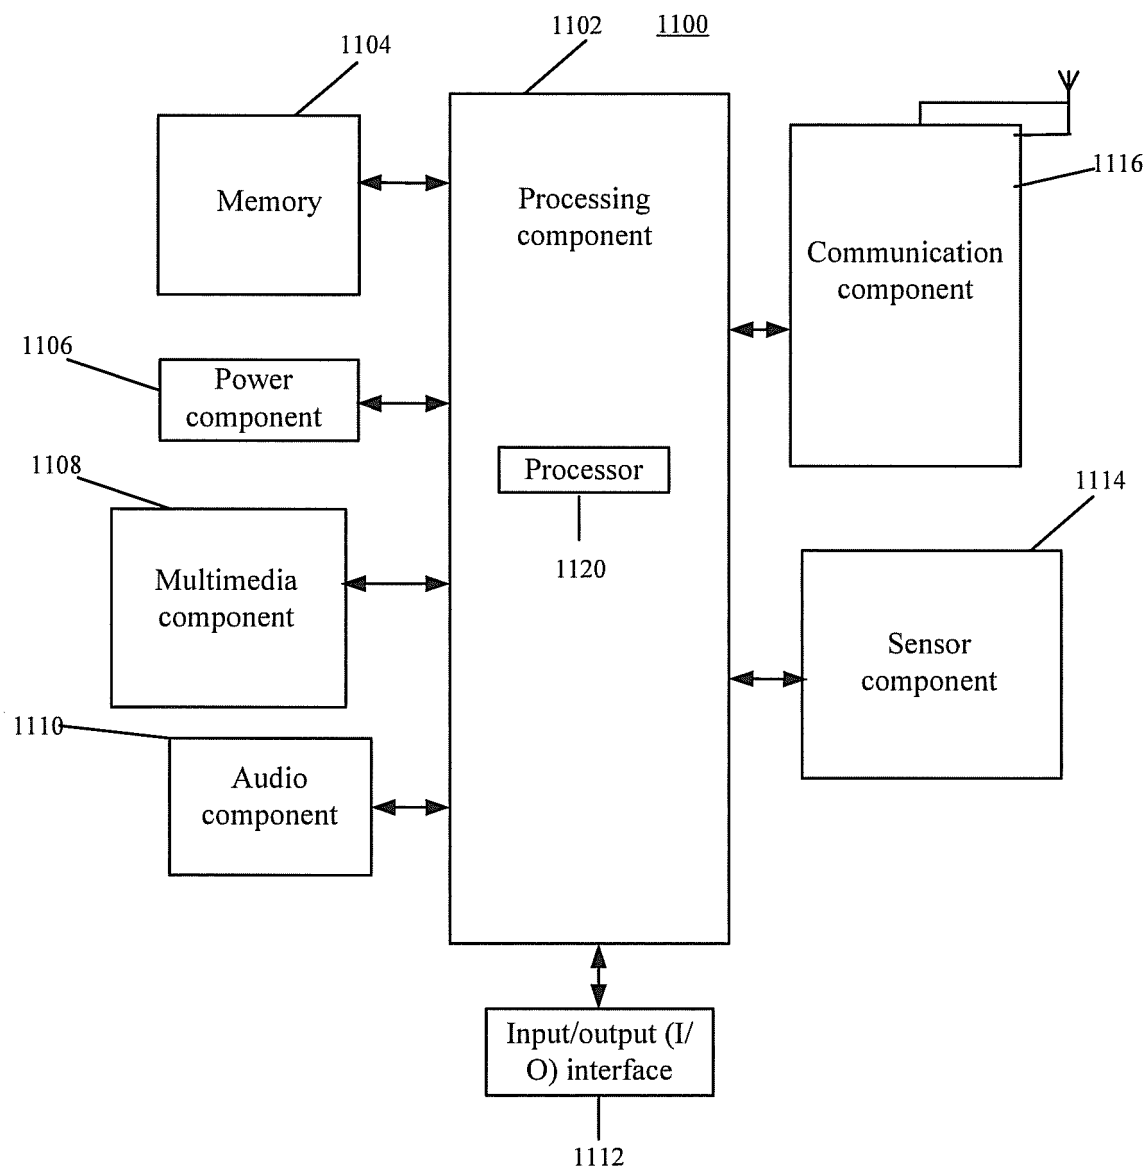 1102
1100
1104
Memory
Processing
component
1116
Communication
component
1106
Power
component
1108
Processor
1114
1120
Multimedia
component
Sensor
component
1110
Audio
component
Input/output (I/
O) interface
1112